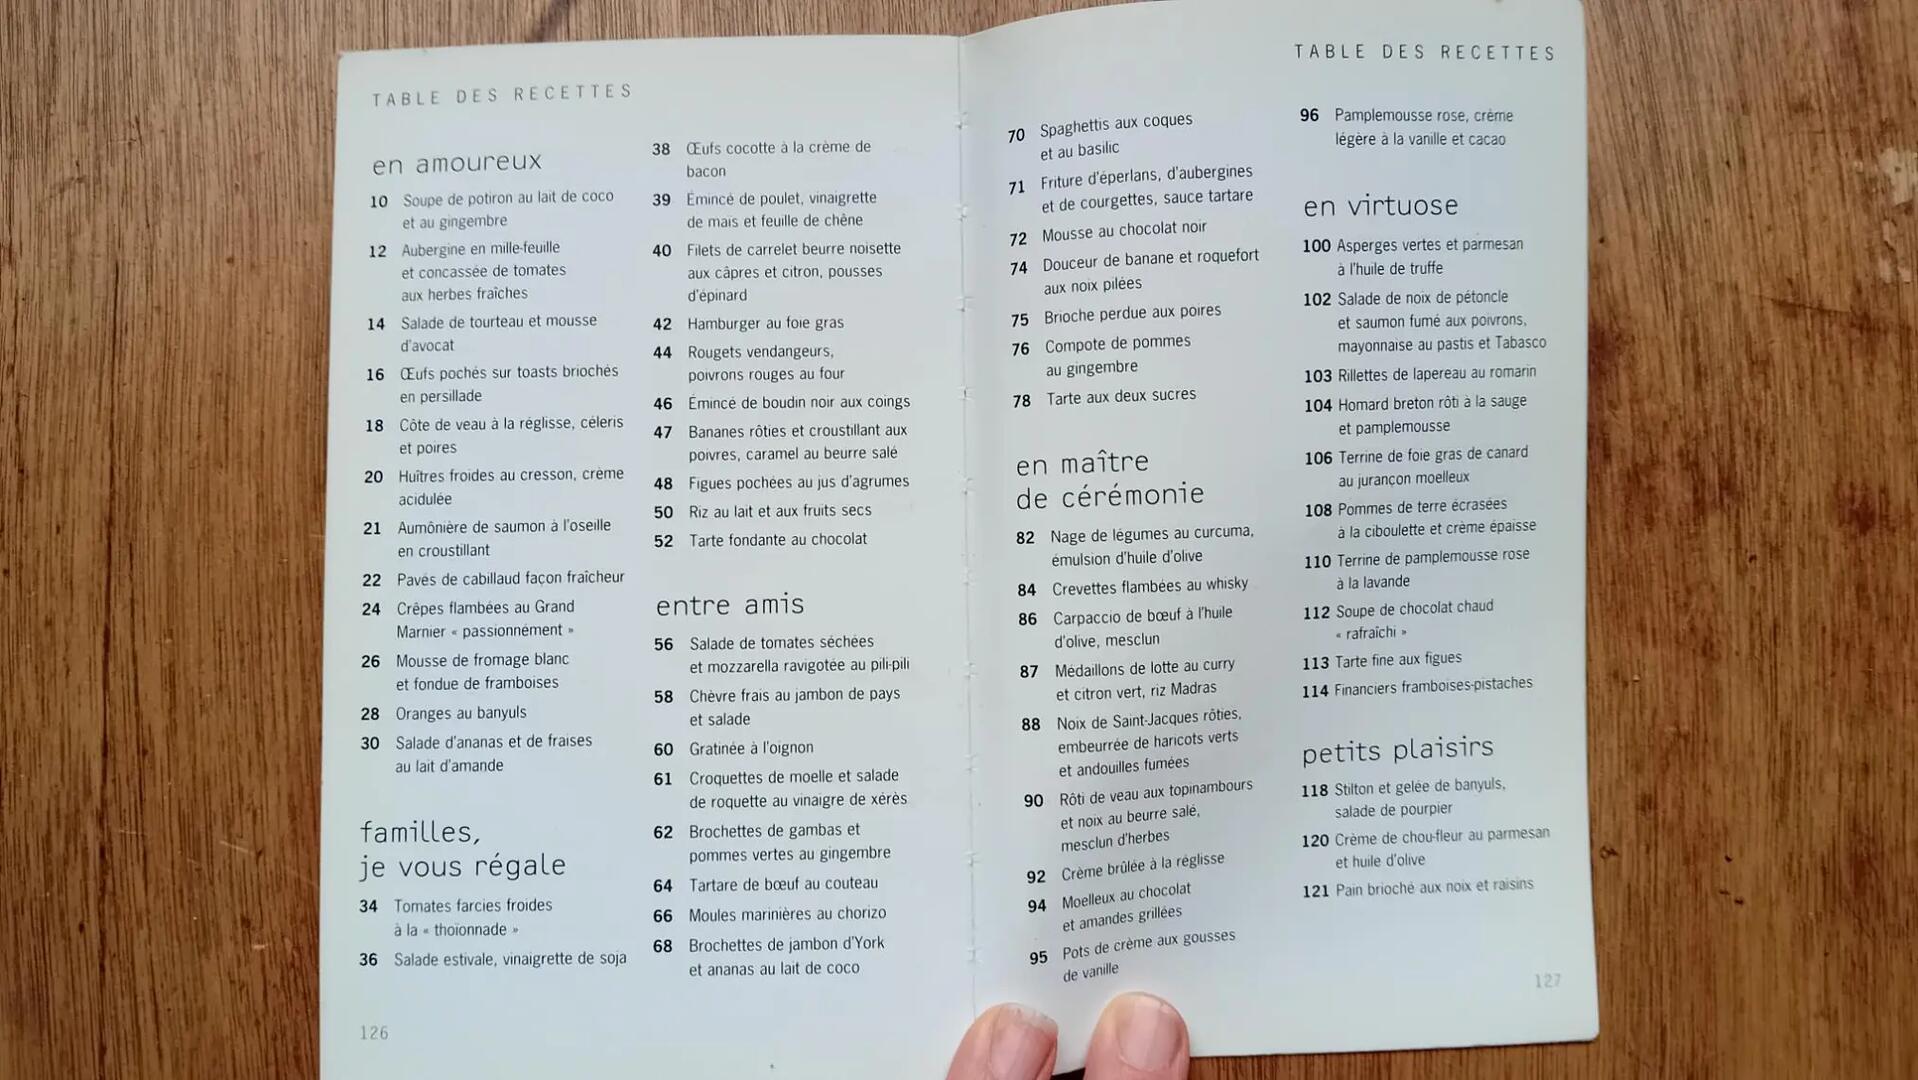 TABLE DES RECETTES
en amoureux
10 Soupe de potiron au lait de coco
et au gingembre
12 Aubergine en mille-feuille
et concassée de tomates
aux herbes fraîches
14 Salade de tourteau et mousse
d'avocat
16 Œufs pochés sur toasts briochés
en persillade
18 Côte de veau à la réglisse, céleris
et poires
20 Huîtres froides au cresson, crème
acidulée
21 Aumônière de saumon à l'oseille
en croustillant
22 Pavés de cabillaud façon fraîcheur
24 Crêpes flambées au Grand
Marnier « passionnément »
26 Mousse de fromage blanc
et fondue de framboises
28 Oranges au banyuls
30 Salade d'ananas et de fraises
au lait d'amande
familles,
je vous régale
34 Tomates farcies froides
à la « thoïonnade »
36 Salade estivale, vinaigrette de soja
38 Œufs cocotte à la crème de
bacon
39 Émincé de poulet, vinaigrette
de maïs et feuille de chêne
40 Filets de carrelet beurre noisette
aux câpres et citron, pousses
d'épinard
42 Hamburger au foie gras
44 Rougets vendangeurs,
poivrons rouges au four
46 Émincé de boudin noir aux coings
47 Bananes rôties et croustillant aux
poivres, caramel au beurre salé
48 Figues pochées au jus d'agrumes
50 Riz au lait et aux fruits secs
52 Tarte fondante au chocolat
entre amis
56 Salade de tomates séchées
et mozzarella ravigotée au pili-pili
58 Chèvre frais au jambon de pays
et salade
60 Gratinée à l'oignon
61 Croquettes de moelle et salade
de roquette au vinaigre de xérès
62 Brochettes de gambas et
pommes vertes au gingembre
64 Tartare de bœuf au couteau
66 Moules marinières au chorizo
68 Brochettes de jambon d'York
et ananas au lait de coco
126
TABLE DES RECETTES
70 Spaghettis aux coques
et au basilic
71 Friture d'éperlans, d'aubergines
et de courgettes, sauce tartare
72 Mousse au chocolat noir
74 Douceur de banane et roquefort
aux noix pilées
75 Brioche perdue aux poires
76 Compote de pommes
au gingembre
78 Tarte aux deux sucres
en maître
de cérémonie
82 Nage de légumes au curcuma,
émulsion d'huile d'olive
84 Crevettes flambées au whisky
86 Carpaccio de bœuf à l'huile
d'olive, mesclun
87 Médaillons de lotte au curry
et citron vert, riz Madras
88 Noix de Saint-Jacques rôties,
embeurrée de haricots verts
et andouilles fumées
90 Rôti de veau aux topinambours
et noix au beurre salé,
mesclun d'herbes
92 Crème brûlée à la réglisse
94 Moelleux au chocolat
et amandes grillées
95 Pots de crème aux gousses
de vanille
96 Pamplemousse rose, crème
légère à la vanille et cacao
en virtuose
100 Asperges vertes et parmesan
à l'huile de truffe
102 Salade de noix de pétoncle
et saumon fumé aux poivrons,
mayonnaise au pastis et Tabasco
103 Rillettes de lapereau au romarin
104 Homard breton rôti à la sauge
et pamplemousse
106 Terrine de foie gras de canard
au jurançon moelleux
108 Pommes de terre écrasées
à la ciboulette et crème épaisse
110 Terrine de pamplemousse rose
à la lavande
112 Soupe de chocolat chaud
« rafraîchi »
113 Tarte fine aux figues
114 Financiers framboises-pistaches
petits plaisirs
118 Stilton et gelée de banyuls,
salade de pourpier
120 Crème de chou-fleur au parmesan
et huile d'olive
121 Pain brioché aux noix et raisins
127